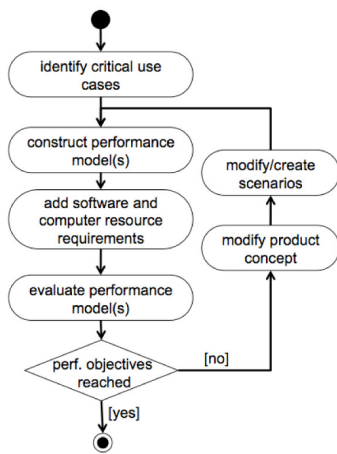 identify critical use
cases
construct performance
model(s)
modify/create
scenarios
add software and
computer resource
requirements
modify product
concept
evaluate performance
model(s)
perf. objectives
reached
[no]
[yes]